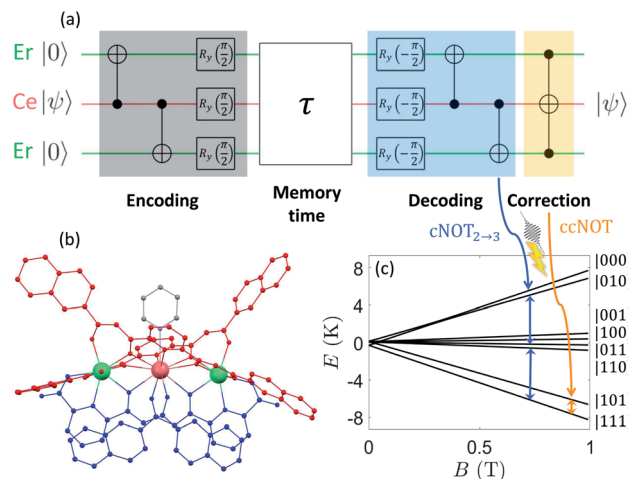 (a)
Er |0⟩
Ce |ψ⟩
Er |0⟩
R_y(π/2)
R_y(π/2)
R_y(π/2)
τ
R_y(−π/2)
R_y(−π/2)
R_y(−π/2)
|ψ⟩
Encoding
Memory
time
Decoding
Correction
cNOT₂→₃
ccNOT
(b)
(c)
8
4
0
-4
-8
E (K)
0
0.5
1
B (T)
|000
|010
|001
|100
|011
|110
|101
|111